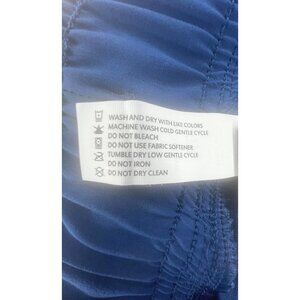 WASH AND DRY WITH LIKE COLORS
MACHINE WASH COLD GENTLE CYCLE
DO NOT BLEACH
DO NOT USE FABRIC SOFTENER
TUMBLE DRY LOW GENTLE CYCLE
DO NOT IRON
DO NOT DRY CLEAN